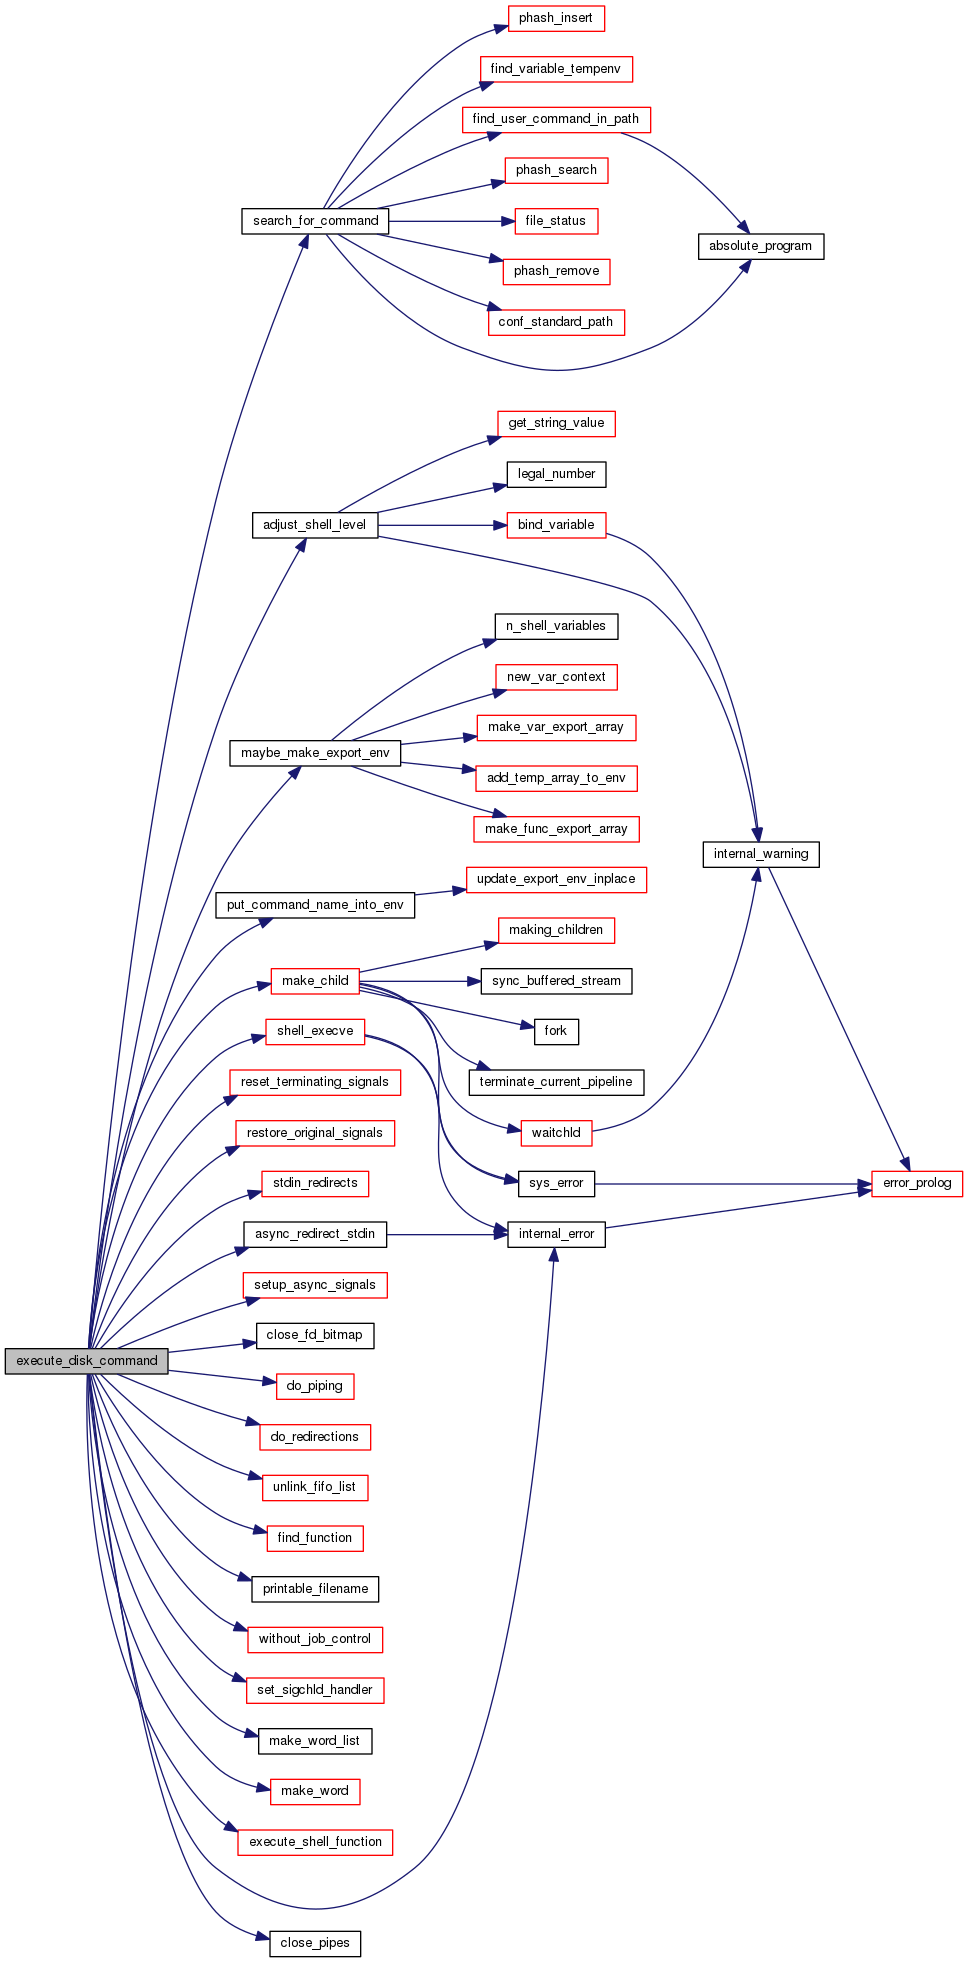 phash_insert
find_variable_tempenv
find_user_command_in_path
phash_search
search_for_command
file_status
absolute_program
phash_remove
conf_standard_path
get_string_value
legal_number
adjust_shell_level
bind_variable
n_shell_variables
new_var_context
make_var_export_array
maybe_make_export_env
add_temp_array_to_env
make_func_export_array
internal_warning
update_export_env_inplace
put_command_name_into_env
making_children
make_child
sync_buffered_stream
shell_execve
fork
reset_terminating_signals
terminate_current_pipeline
restore_original_signals
waitchld
stdin_redirects
sys_error
error_prolog
async_redirect_stdin
internal_error
setup_async_signals
close_fd_bitmap
execute_disk_command
do_piping
do_redirections
unlink_fifo_list
find_function
printable_filename
without_job_control
set_sigchld_handler
make_word_list
make_word
execute_shell_function
close_pipes